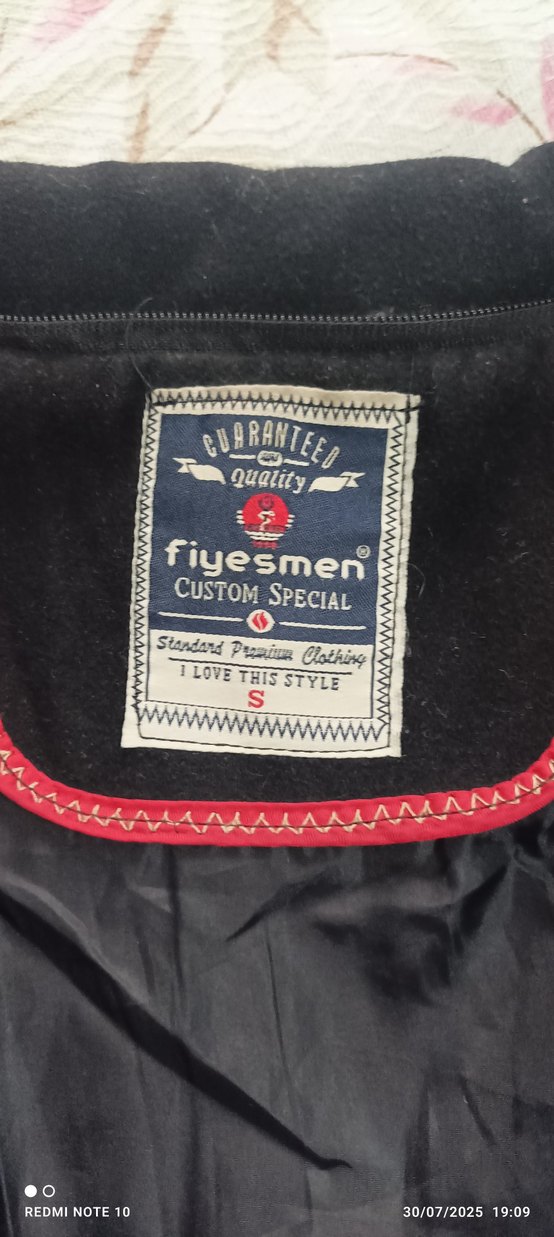 GUARANTEED
Quality
fiyesmen®
CUSTOM SPECIAL
Standard Premium Clothing
I LOVE THIS STYLE
S
REDMI NOTE 10
30/07/2025 19:09